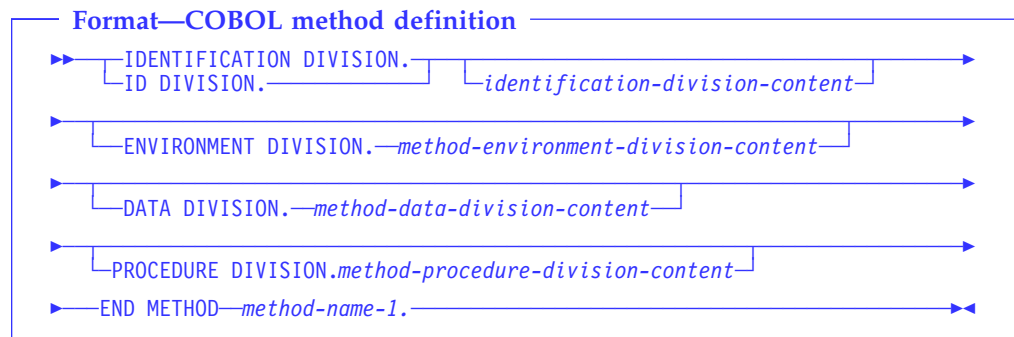 Format—COBOL method definition
IDENTIFICATION DIVISION.
ID DIVISION. identification-division-content
ENVIRONMENT DIVISION. method-environment-division-content
DATA DIVISION. method-data-division-content
PROCEDURE DIVISION.method-procedure-division-content
END METHOD method-name-1.